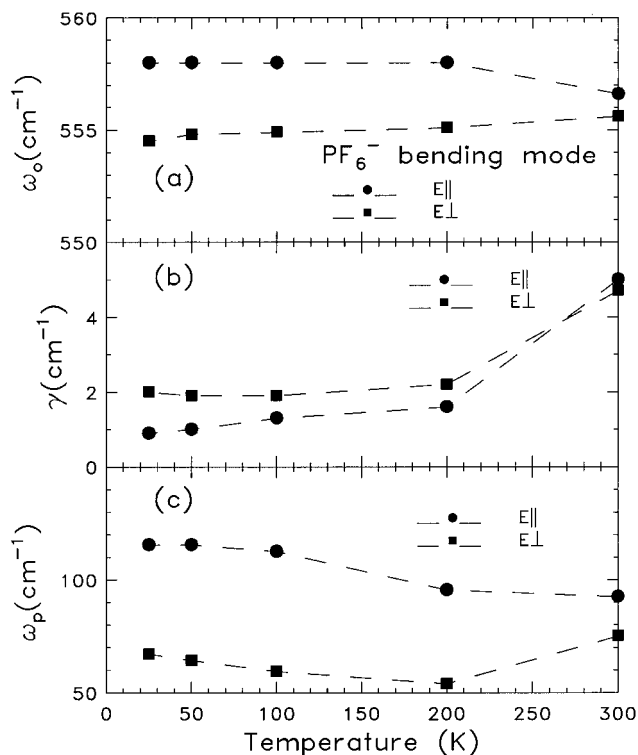 560
555
550
ω₀(cm⁻¹)
(a)
PF₆⁻ bending mode
E∥
E⊥
4
2
0
γ(cm⁻¹)
(b)
E∥
E⊥
100
50
ωₚ(cm⁻¹)
(c)
E∥
E⊥
0 50 100 150 200 250 300
Temperature (K)